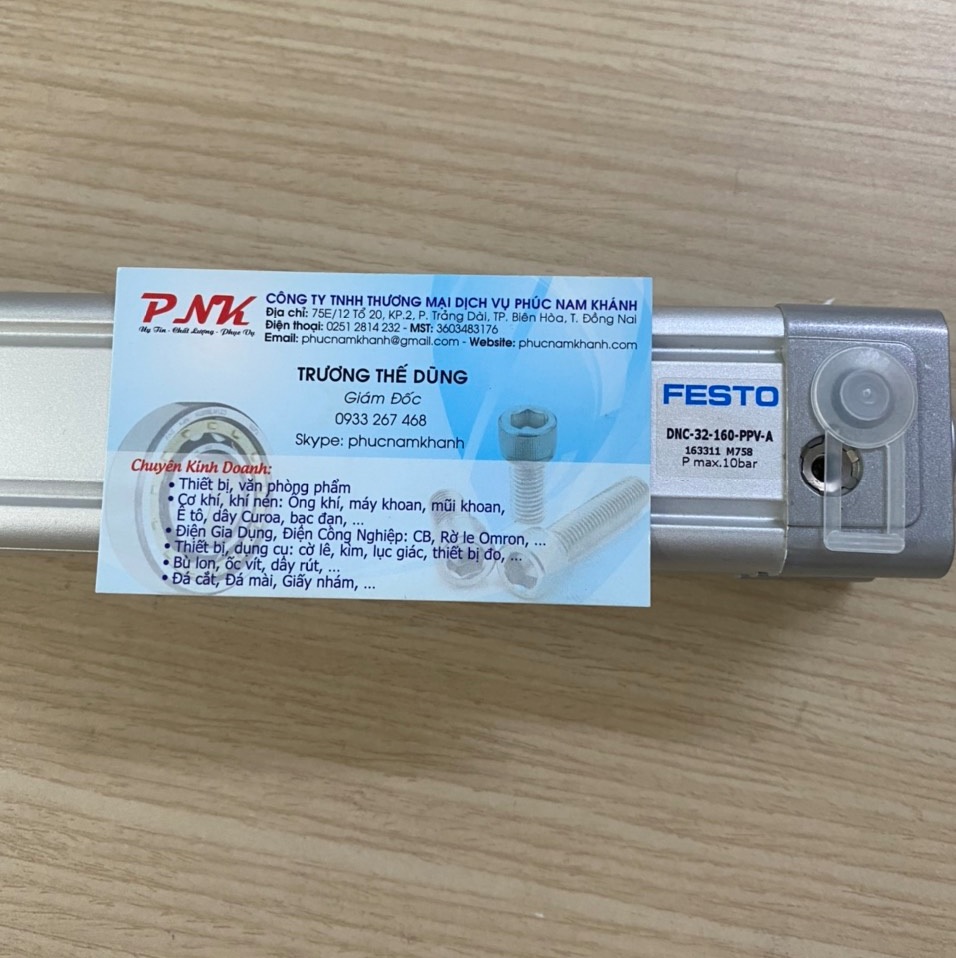 PNK
Uy Tín - Chất Lượng - Phục Vụ
CÔNG TY TNHH THƯƠNG MẠI DỊCH VỤ PHÚC NAM KHÁNH
Địa chỉ: 75E/12 Tổ 20, KP.2, P. Trảng Dài, TP. Biên Hòa, T. Đồng Nai
Điện thoại: 0251 2814 232 - MST: 3603483176
Email: phucnamkhanh@gmail.com - Website: phucnamkhanh.com
TRƯƠNG THẾ DŨNG
Giám Đốc
0933 267 468
Skype: phucnamkhanh
Chuyên Kinh Doanh:
• Thiết bị, văn phòng phẩm
• Cơ khí, khí nén: Ống khí, máy khoan, mũi khoan,
Ê tô, dây Curoa, bạc đạn, ...
• Điện Gia Dụng, Điện Công Nghiệp: CB, Rờ le Omron, ...
• Thiết bị, dụng cụ: cờ lê, kìm, lục giác, thiết bị đo, ...
• Bù lon, ốc vít, dây rút, ...
• Đá cắt, Đá mài, Giấy nhám, ...
FESTO
DNC-32-160-PPV-A
163311 M758
P max.10bar